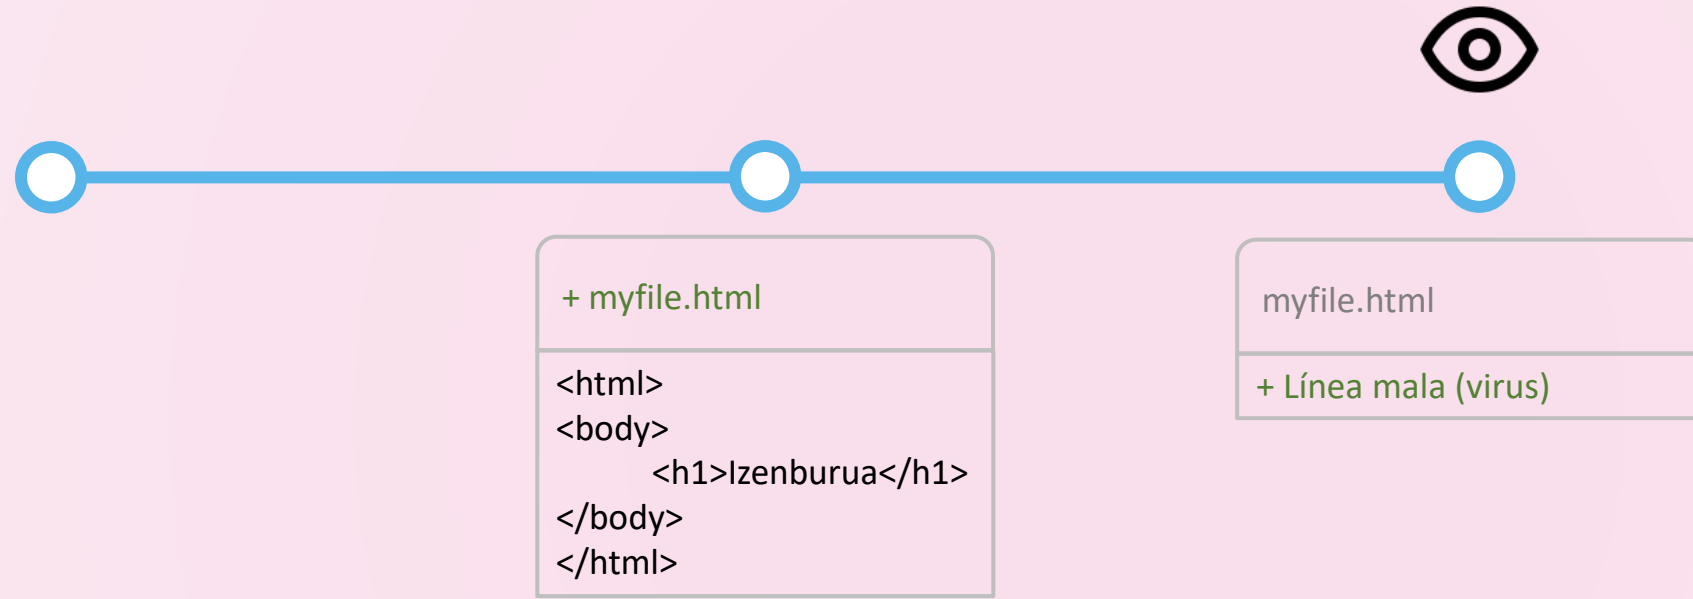 + myfile.html
<html>
<body>
<h1>Izenburua</h1>
</body>
</html>
myfile.html
+ Línea mala (virus)